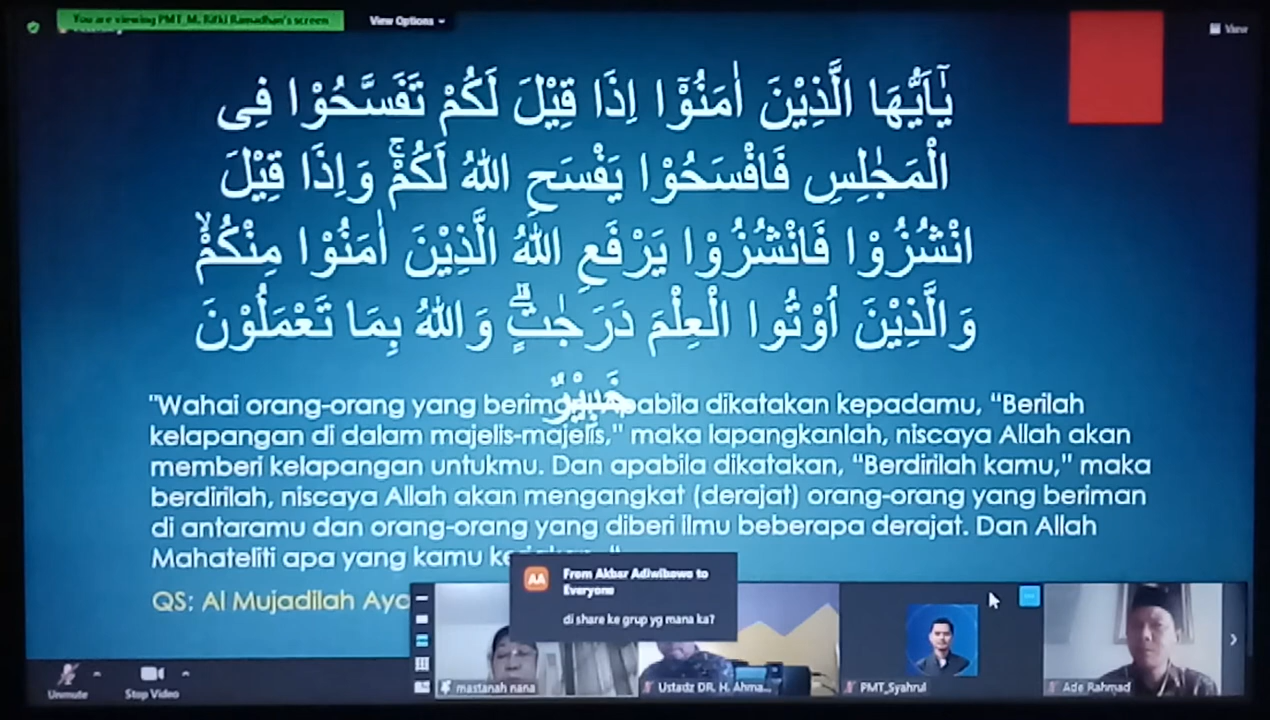 You are viewing PMT_M. Rifki Ramadhan's screen
View Options
View
يٰٓاَيُّهَا الَّذِيْنَ اٰمَنُوْٓا اِذَا قِيْلَ لَكُمْ تَفَسَّحُوْا فِى
الْمَجٰلِسِ فَافْسَحُوْا يَفْسَحِ اللّٰهُ لَكُمْۚ وَاِذَا قِيْلَ
انْشُزُوْا فَانْشُزُوْا يَرْفَعِ اللّٰهُ الَّذِيْنَ اٰمَنُوْا مِنْكُمْۙ
وَالَّذِيْنَ اُوْتُوا الْعِلْمَ دَرَجٰتٍۗ وَاللّٰهُ بِمَا تَعْمَلُوْنَ
خَبِيْرٌ
"Wahai orang-orang yang apabila dikatakan kepadamu, “Berilah
kelapangan di dalam majelis-majelis,” maka lapangkanlah, niscaya Allah akan
memberi kelapangan untukmu. Dan apabila dikatakan, “Berdirilah kamu,” maka
berdirilah, niscaya Allah akan mengangkat (derajat) orang-orang yang beriman
di antaramu dan orang-orang yang diberi ilmu beberapa derajat. Dan Allah
Mahateliti apa yang kamu
QS: Al Mujadilah
AA
From Akbar Adiwibawa to
Everyone
di share ke grup yg mana ka?
mastanah nana
Ustadz DR. H. Ahma...
PMT_Syahrul
Ade Rahmad
Unmute
Stop Video